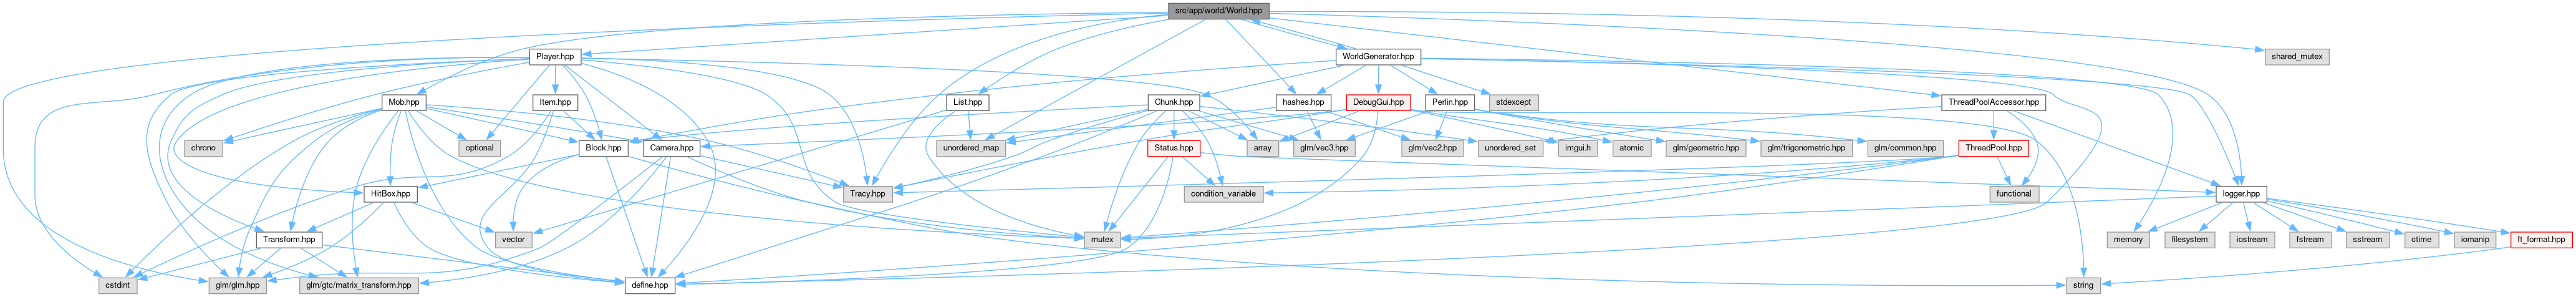 src/app/world/World.hpp
Player.hpp
WorldGenerator.hpp
shared_mutex
Mob.hpp
Item.hpp
List.hpp
Chunk.hpp
hashes.hpp
DebugGui.hpp
Perlin.hpp
stdexcept
ThreadPoolAccessor.hpp
chrono
optional
Block.hpp
Camera.hpp
unordered_map
Status.hpp
array
glm/vec3.hpp
glm/vec2.hpp
unordered_set
imgui.h
atomic
glm/geometric.hpp
glm/trigonometric.hpp
glm/common.hpp
ThreadPool.hpp
HitBox.hpp
Tracy.hpp
condition_variable
functional
logger.hpp
Transform.hpp
vector
mutex
memory
filesystem
iostream
fstream
sstream
ctime
iomanip
ft_format.hpp
cstdint
glm/glm.hpp
glm/gtc/matrix_transform.hpp
define.hpp
string